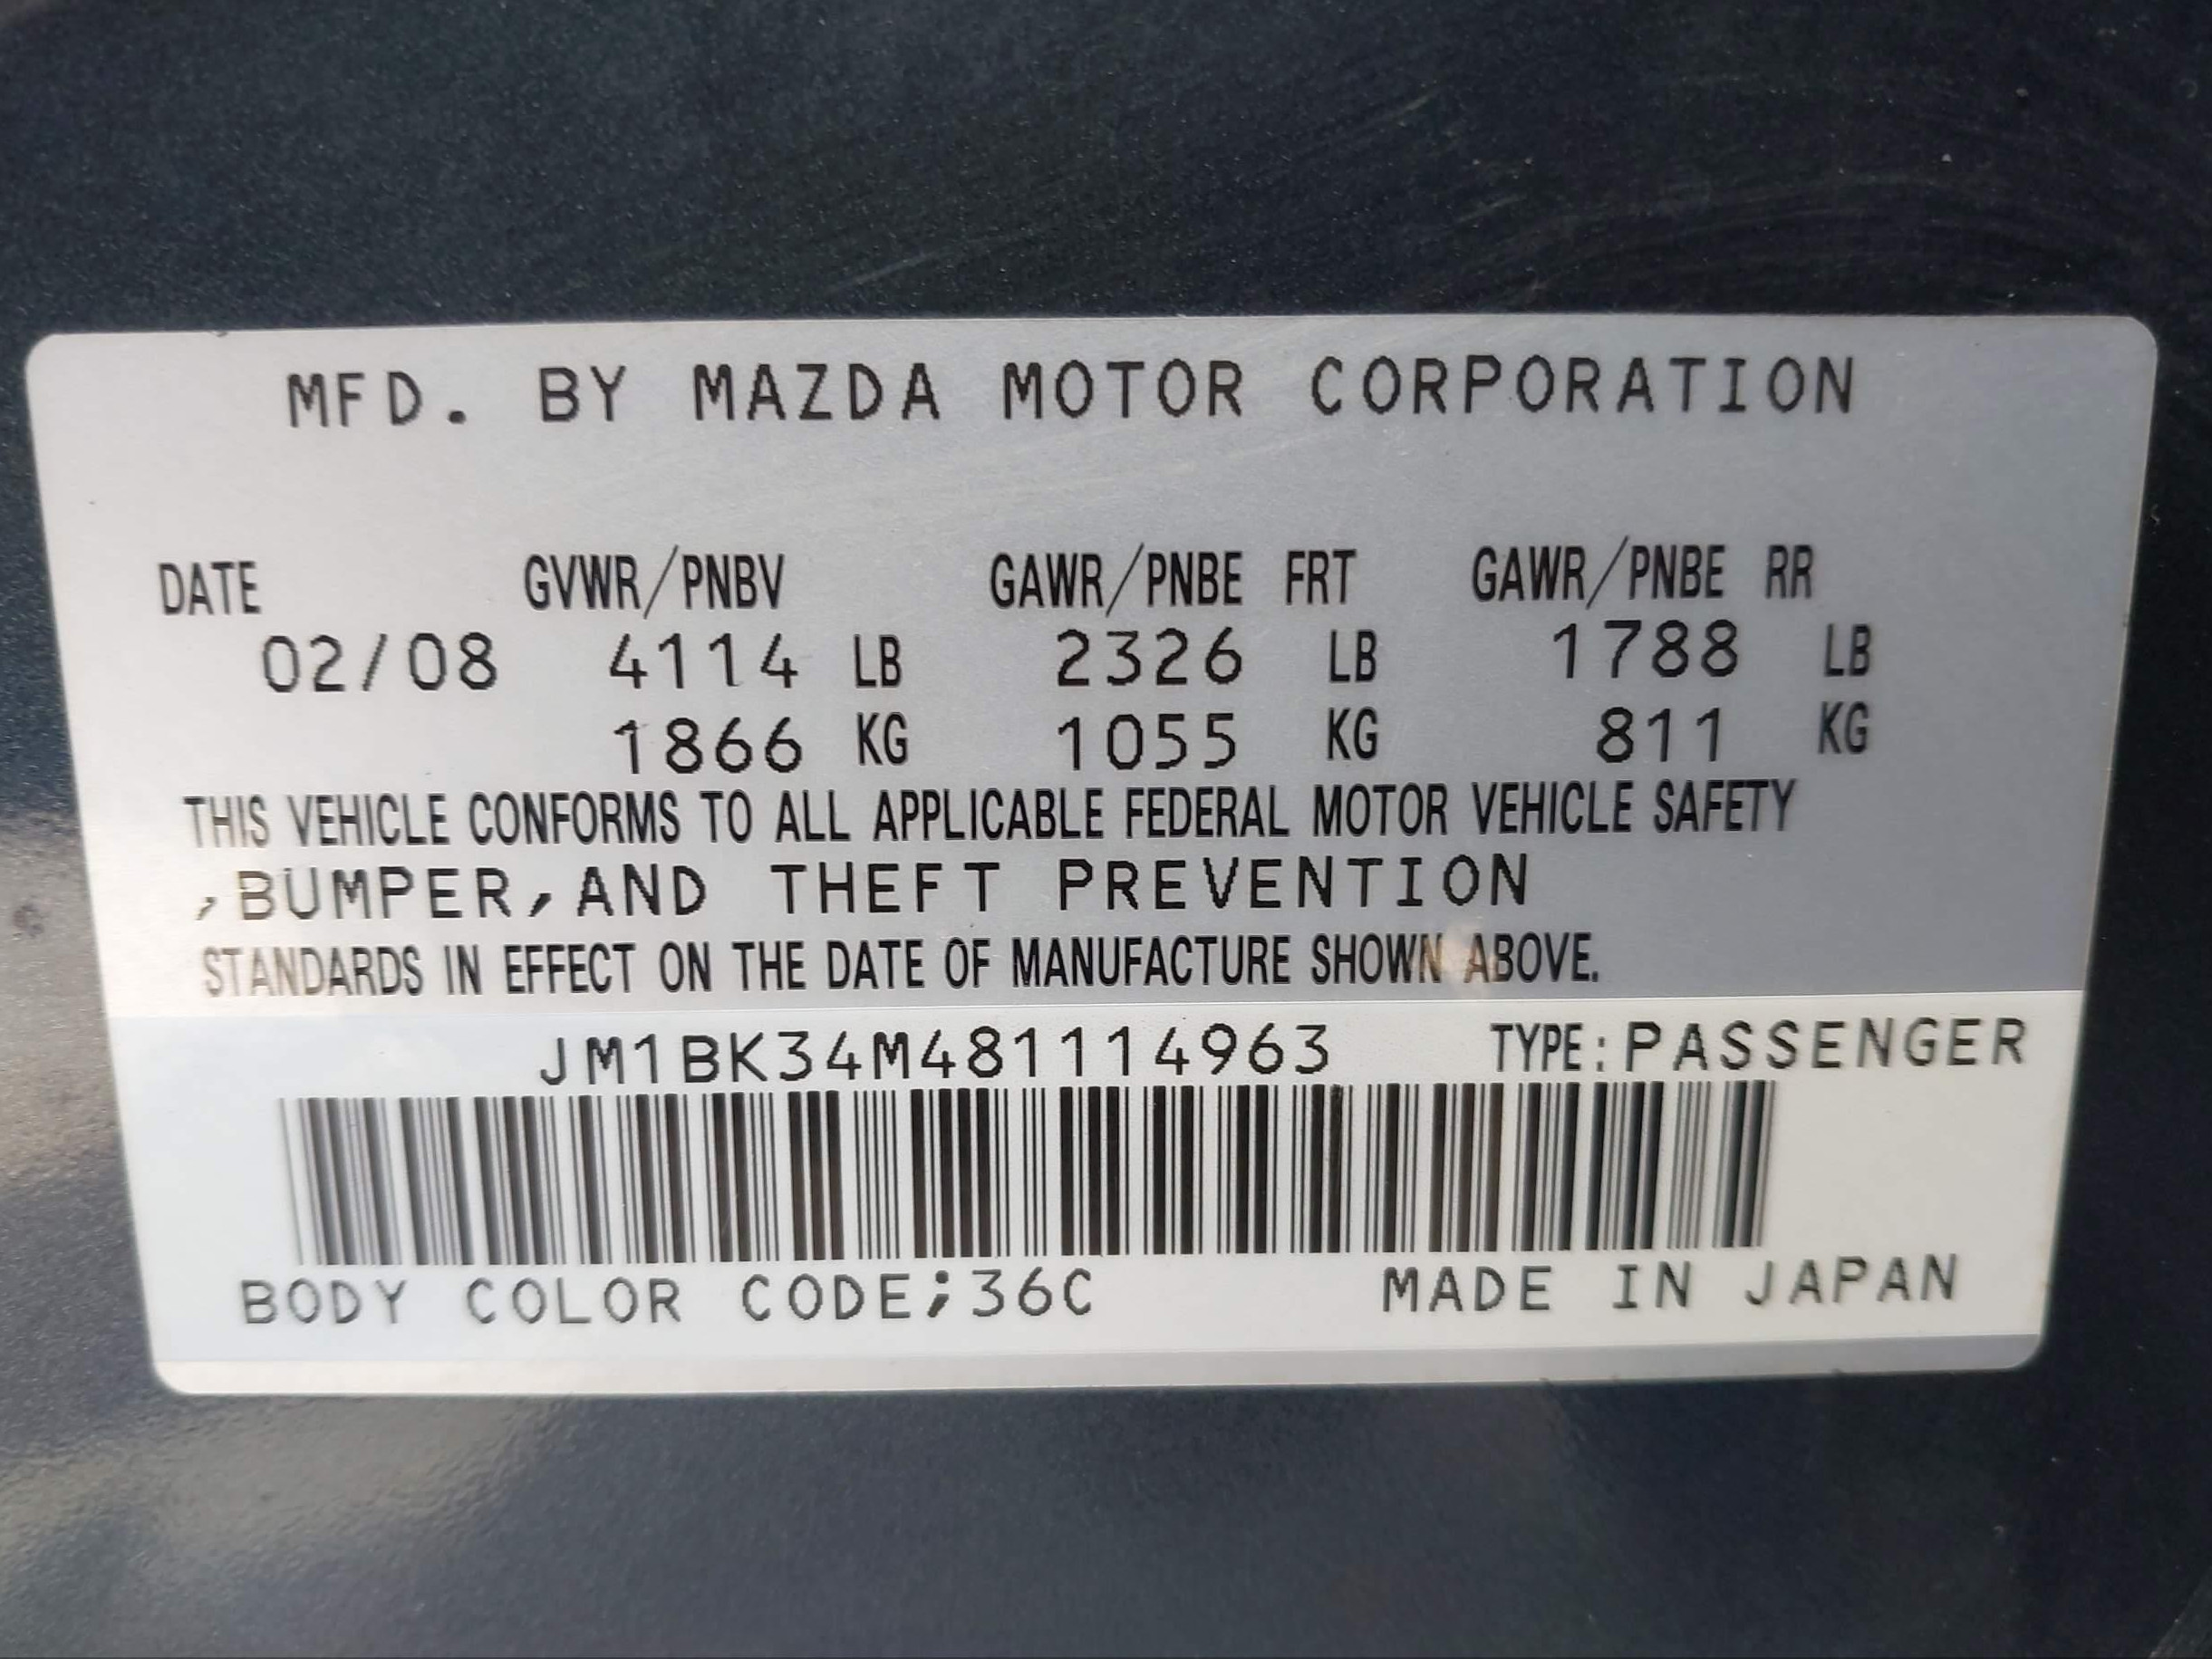 MFD. BY MAZDA MOTOR CORPORATION
DATE GVWR/PNBV GAWR/PNBE FRT GAWR/PNBE RR
02/08 4114 LB 2326 LB 1788 LB
1866 KG 1055 KG 811 KG
THIS VEHICLE CONFORMS TO ALL APPLICABLE FEDERAL MOTOR VEHICLE SAFETY
,BUMPER,AND THEFT PREVENTION
STANDARDS IN EFFECT ON THE DATE OF MANUFACTURE SHOWN ABOVE.
JM1BK34M481114963 TYPE:PASSENGER
BODY COLOR CODE;36C MADE IN JAPAN